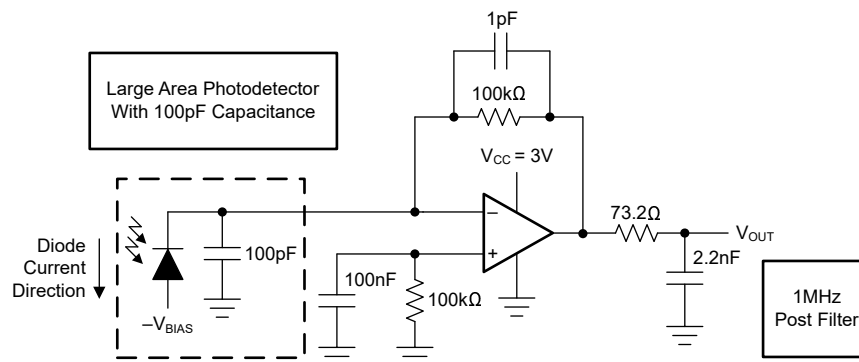 1pF
Large Area Photodetector
With 100pF Capacitance
100kΩ
VCC = 3V
–
+
73.2Ω
VOUT
Diode
Current
Direction
100pF
100nF
100kΩ
2.2nF
–VBIAS
1MHz
Post Filter